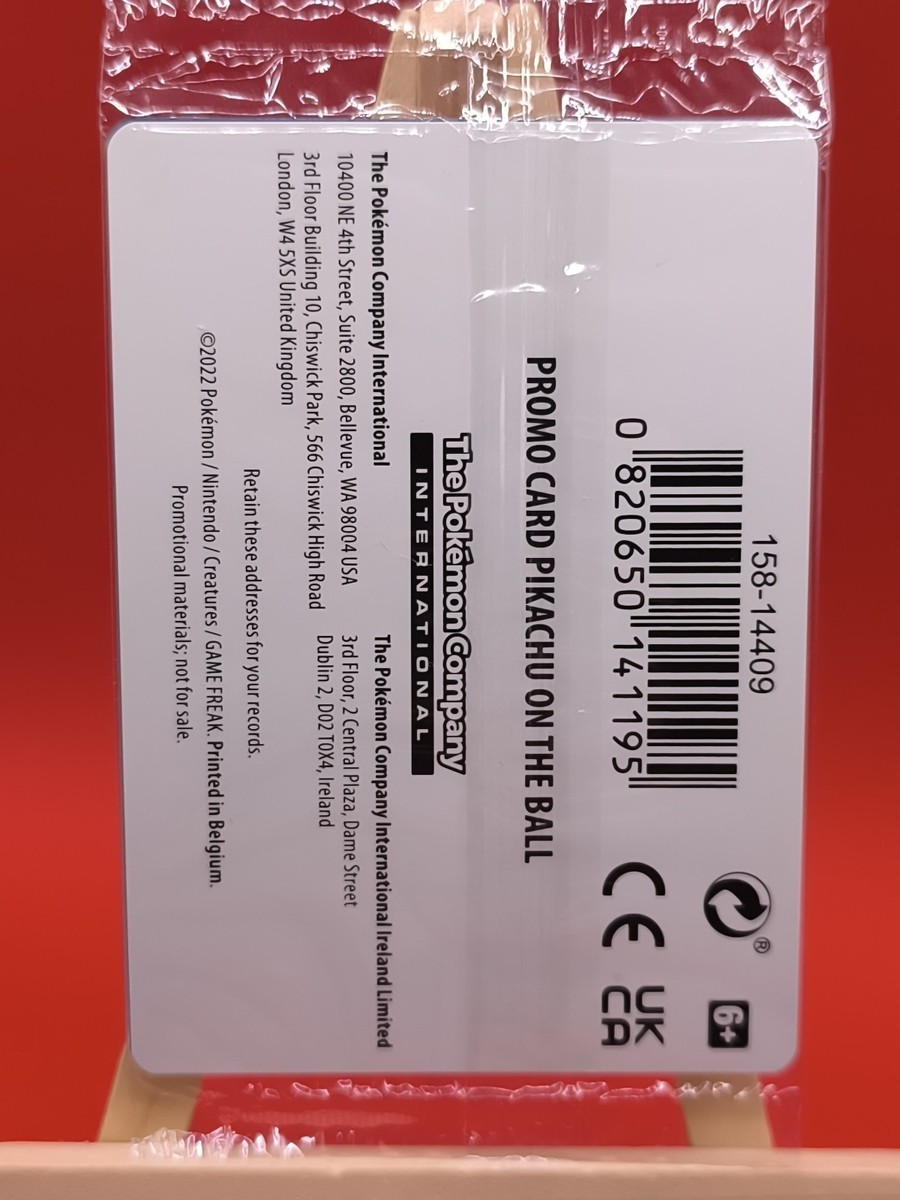 158-14409
0 820650 141195
®
6+
CE
UK
CA
PROMO CARD PIKACHU ON THE BALL
The Pokémon Company
INTERNATIONAL
The Pokémon Company International
10400 NE 4th Street, Suite 2800, Bellevue, WA 98004 USA
3rd Floor Building 10, Chiswick Park, 566 Chiswick High Road
London, W4 5XS United Kingdom
The Pokémon Company International Ireland Limited
3rd Floor, 2 Central Plaza, Dame Street
Dublin 2, D02 T0X4, Ireland
Retain these addresses for your records.
©2022 Pokémon / Nintendo / Creatures / GAME FREAK. Printed in Belgium.
Promotional materials; not for sale.